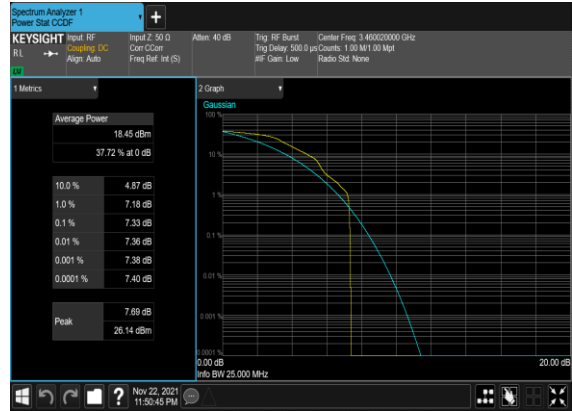 Spectrum Analyzer 1
Power Stat CCDF
KEYSIGHT
RL
Input: RF
Coupling: DC
Align: Auto
Input Z: 50 Ω
Corr CCorr
Freq Ref: Int (S)
Atten: 40 dB
Trig: RF Burst
Trig Delay: 500.0 µs
#IF Gain: Low
Center Freq: 3.460020000 GHz
Counts: 1.00 M/1.00 Mpt
Radio Std: None
1 Metrics
Average Power
18.45 dBm
37.72 % at 0 dB
10.0 % 4.87 dB
1.0 % 7.18 dB
0.1 % 7.33 dB
0.01 % 7.36 dB
0.001 % 7.38 dB
0.0001 % 7.40 dB
Peak
7.69 dB
26.14 dBm
2 Graph
Gaussian
100 %
10 %
1 %
0.1 %
0.01 %
0.001 %
0.0001 %
0.00 dB
20.00 dB
Info BW 25.000 MHz
Nov 22, 2021
11:50:45 PM